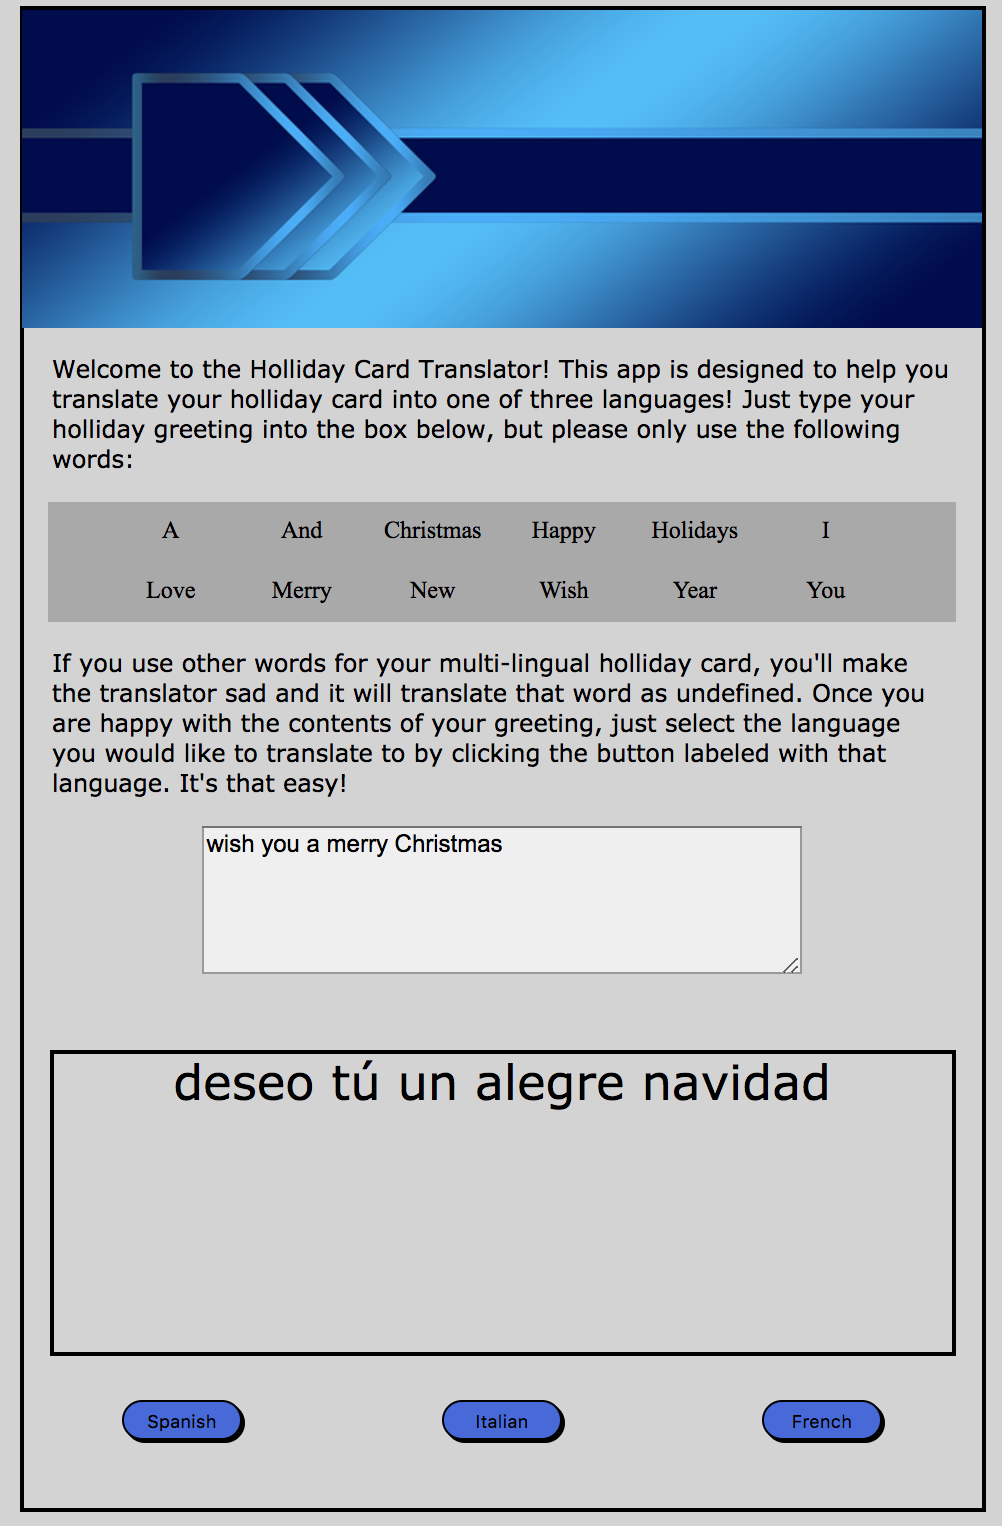 Welcome to the Holliday Card Translator! This app is designed to help you
translate your holliday card into one of three languages! Just type your
holliday greeting into the box below, but please only use the following
words:
A And Christmas Happy Holidays I
Love Merry New Wish Year You
If you use other words for your multi-lingual holliday card, you'll make
the translator sad and it will translate that word as undefined. Once you
are happy with the contents of your greeting, just select the language
you would like to translate to by clicking the button labeled with that
language. It's that easy!
wish you a merry Christmas
deseo tú un alegre navidad
Spanish Italian French